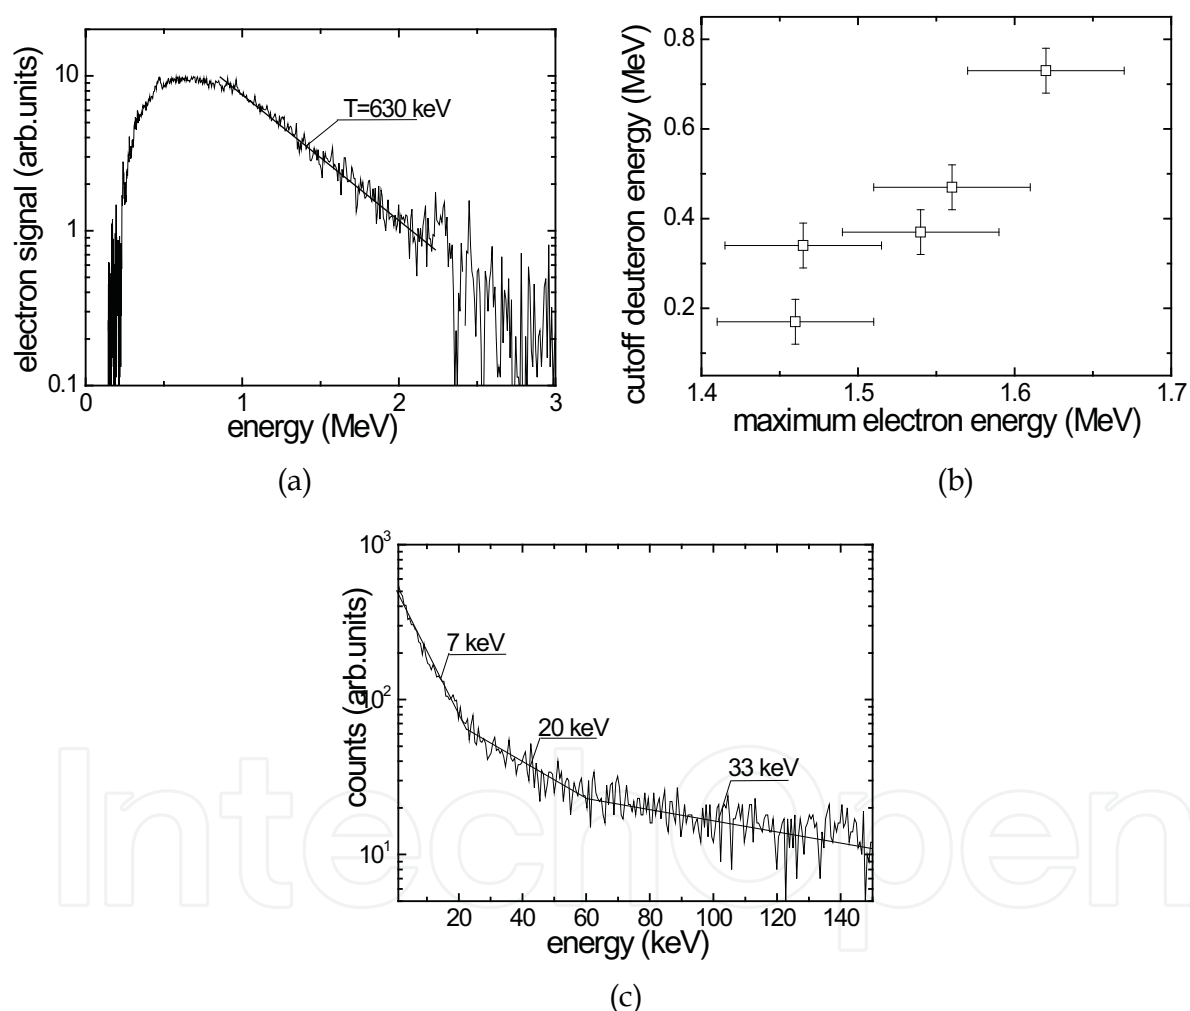 electron signal (arb.units)
10
1
0.1
T=630 keV
0 1 2 3
energy (MeV)
(a)
cutoff deuteron energy (MeV)
0.8
0.6
0.4
0.2
1.4 1.5 1.6 1.7
maximum electron energy (MeV)
(b)
counts (arb.units)
10³
10²
10¹
7 keV
20 keV
33 keV
20 40 60 80 100 120 140
energy (keV)
(c)
IntechOpen